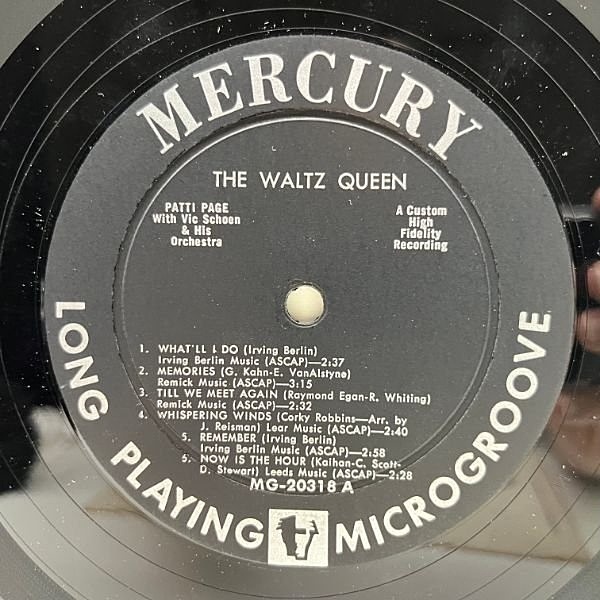 MERCURY
THE WALTZ QUEEN
PATTI PAGE
With Vic Schoen
& His
Orchestra
A Custom
High
Fidelity
Recording
1. WHAT'LL I DO (Irving Berlin)
Irving Berlin Music (ASCAP)—2:37
2. MEMORIES (G. Kahn-E. VanAlstyne)
Remick Music (ASCAP)—3:15
3. TILL WE MEET AGAIN (Raymond Egan-R. Whiting)
Remick Music (ASCAP)—2:32
4. WHISPERING WINDS (Corky Robbins—Arr. by
J. Reisman) Lear Music (ASCAP)—2:40
5. REMEMBER (Irving Berlin)
Irving Berlin Music (ASCAP)—2:58
5. NOW IS THE HOUR (Kaihan-C. Scott-
D. Stewart) Leeds Music (ASCAP)—2:28
MG-20318 A
LONG PLAYING MICROGROOVE